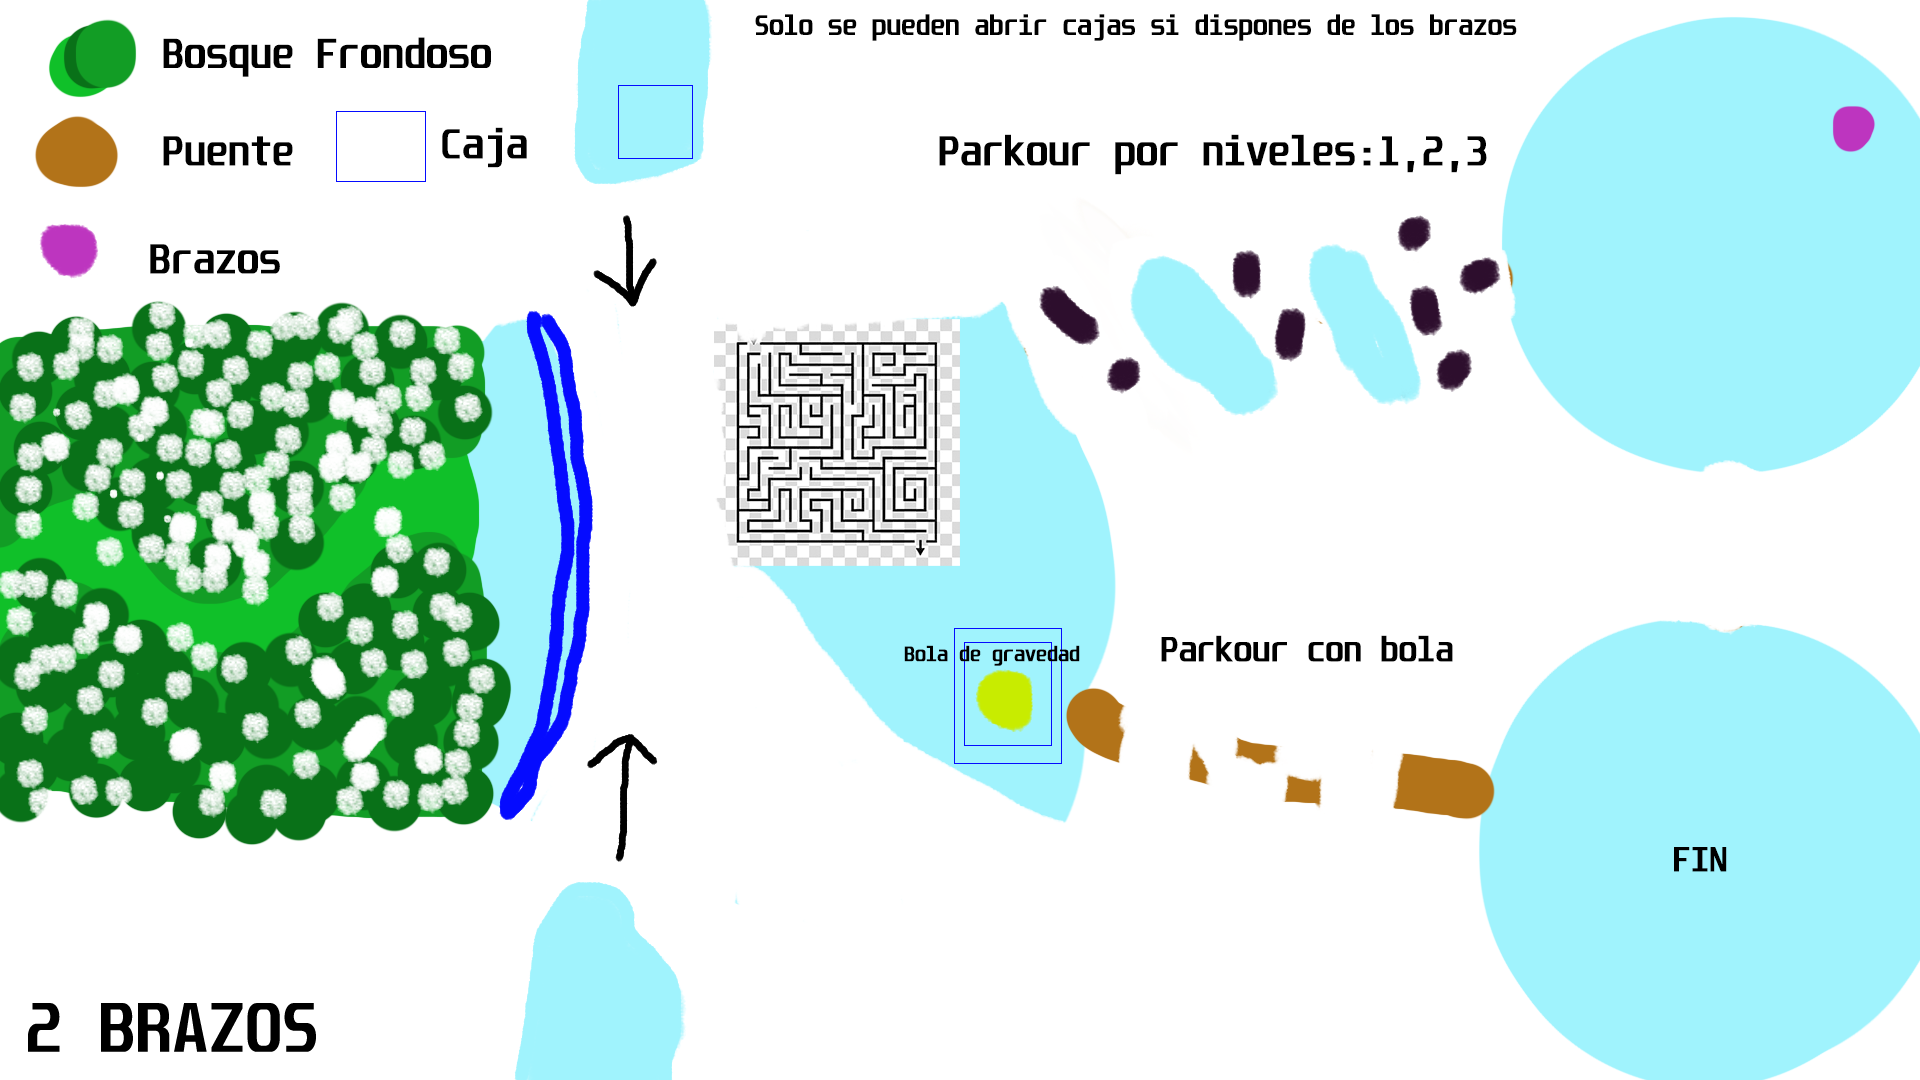 Solo se pueden abrir cajas si dispones de los brazos
Bosque Frondoso
Puente
Caja
Parkour por niveles:1,2,3
Brazos
Bola de gravedad
Parkour con bola
FIN
2 BRAZOS